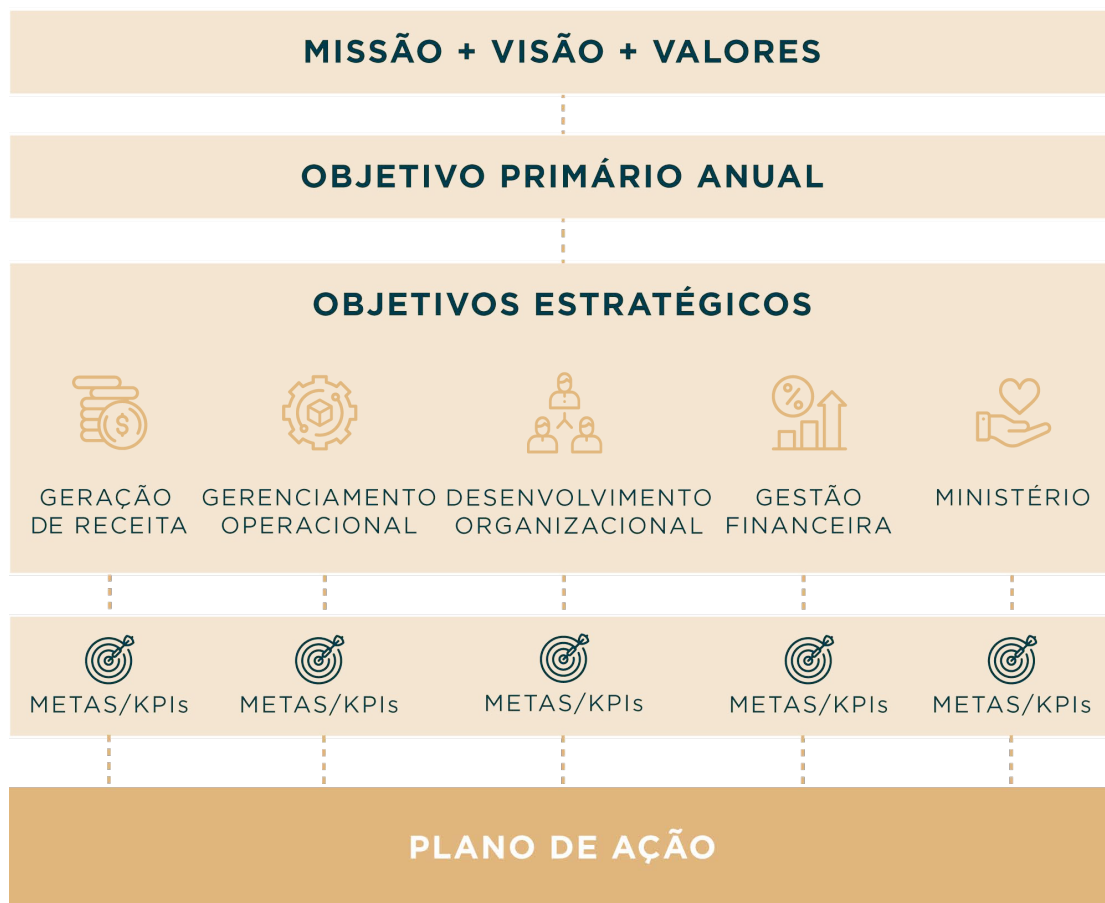 MISSÃO + VISÃO + VALORES
OBJETIVO PRIMÁRIO ANUAL
OBJETIVOS ESTRATÉGICOS
$
%
GERAÇÃO
DE RECEITA
GERENCIAMENTO
OPERACIONAL
DESENVOLVIMENTO
ORGANIZACIONAL
GESTÃO
FINANCEIRA
MINISTÉRIO
METAS/KPIs
METAS/KPIs
METAS/KPIs
METAS/KPIs
METAS/KPIs
PLANO DE AÇÃO